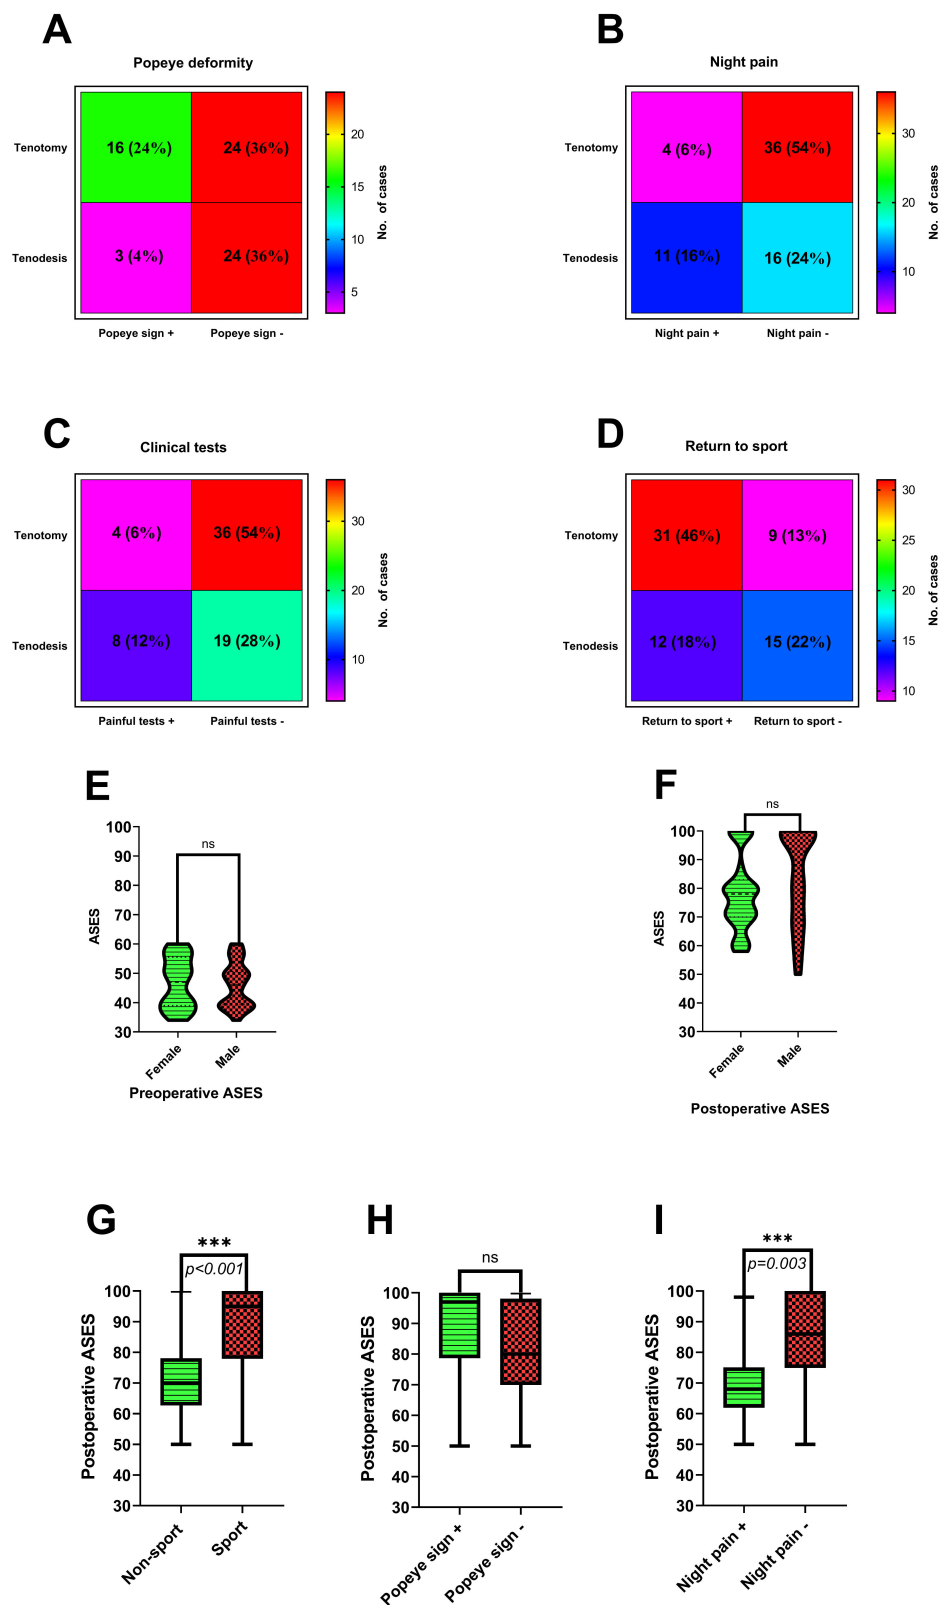 A
B
Popeye deformity
Night pain
Tenotomy
16 (24%)
24 (36%)
Tenodesis
3 (4%)
24 (36%)
Popeye sign +
Popeye sign -
20
15
10
5
No. of cases
Tenotomy
4 (6%)
36 (54%)
Tenodesis
11 (16%)
16 (24%)
Night pain +
Night pain -
30
20
10
No. of cases
C
D
Clinical tests
Return to sport
Tenotomy
4 (6%)
36 (54%)
Tenodesis
8 (12%)
19 (28%)
Painful tests +
Painful tests -
30
20
10
No. of cases
Tenotomy
31 (46%)
9 (13%)
Tenodesis
12 (18%)
15 (22%)
Return to sport +
Return to sport -
30
25
20
15
10
No. of cases
E
ns
100
90
80
70
60
50
40
30
ASES
Female
Male
Preoperative ASES
F
ns
100
90
80
70
60
50
40
30
ASES
Female
Male
Postoperative ASES
G
***
p<0.001
100
90
80
70
60
50
40
30
Postoperative ASES
Non-sport
Sport
H
ns
100
90
80
70
60
50
40
30
Postoperative ASES
Popeye sign +
Popeye sign -
I
***
p=0.003
100
90
80
70
60
50
40
30
Postoperative ASES
Night pain +
Night pain -